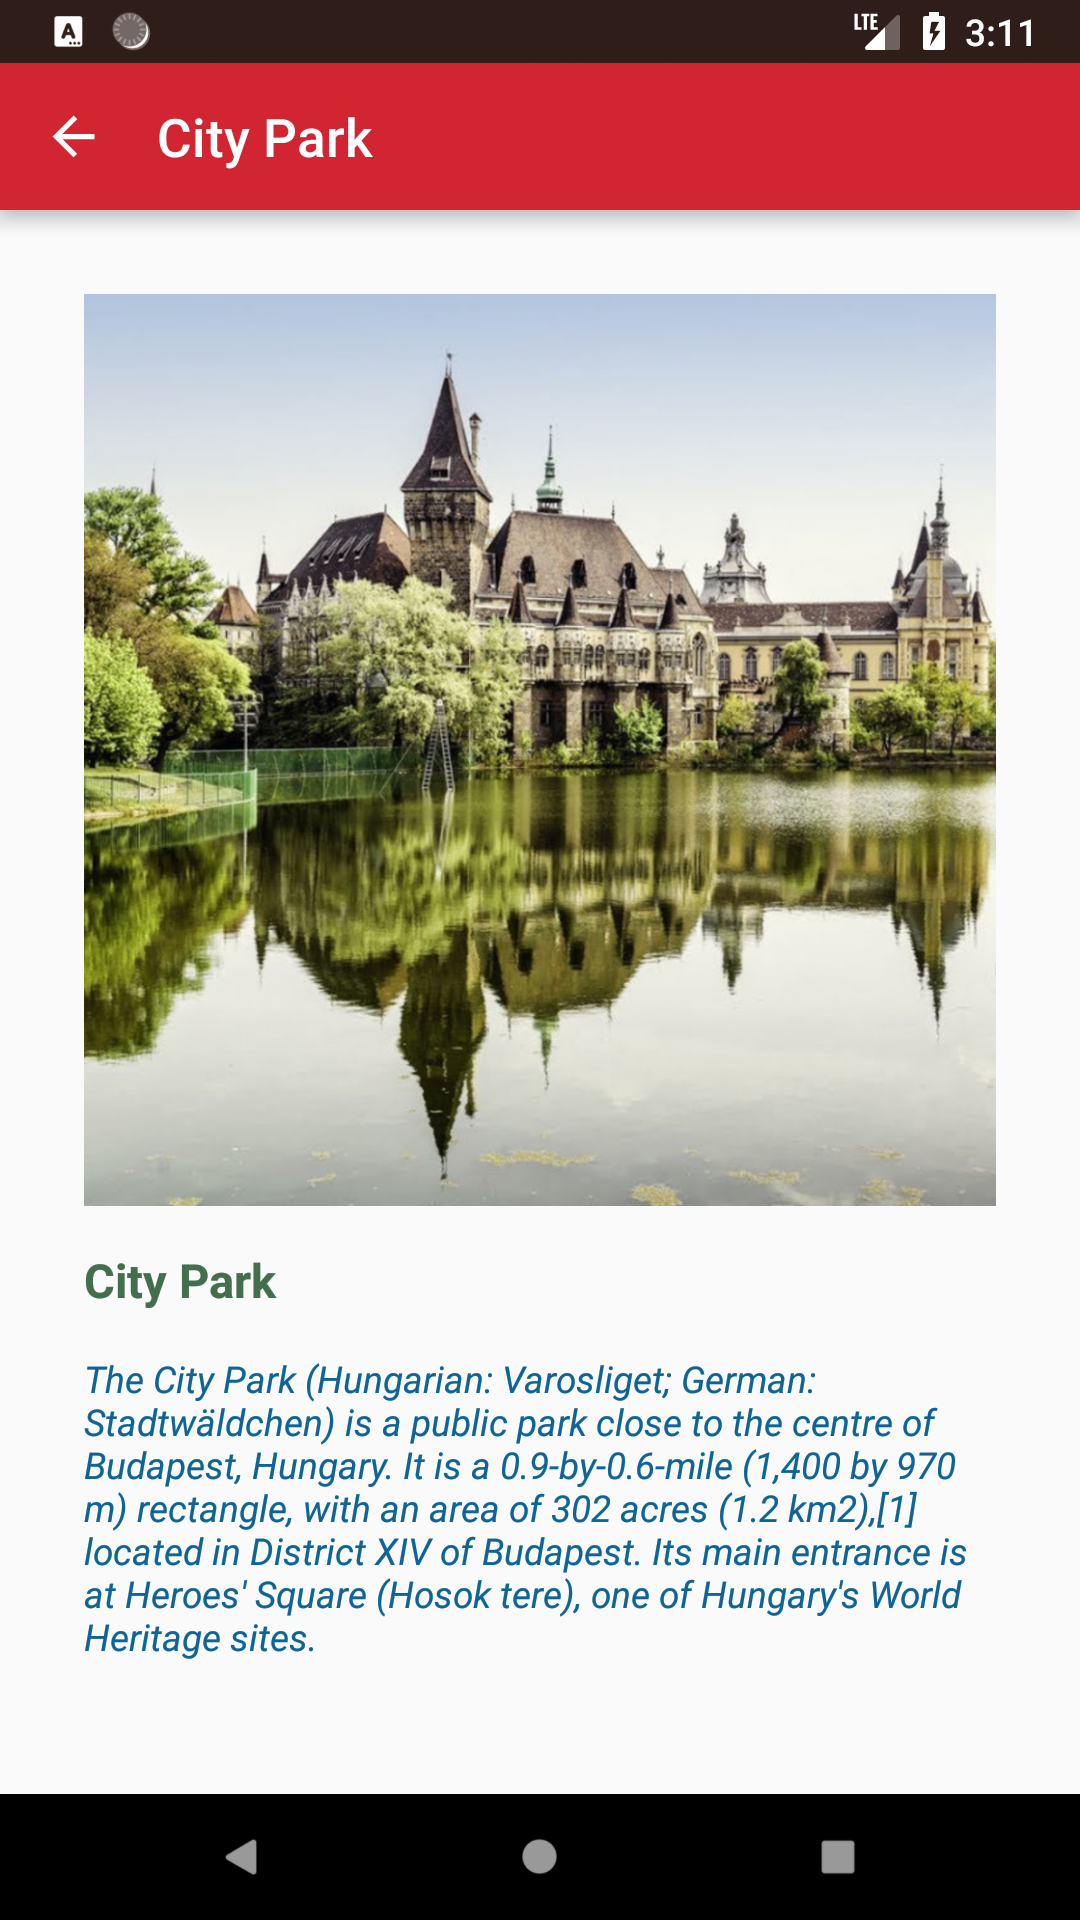 LTE 3:11
City Park
City Park
The City Park (Hungarian: Varosliget; German:
Stadtwäldchen) is a public park close to the centre of
Budapest, Hungary. It is a 0.9-by-0.6-mile (1,400 by 970
m) rectangle, with an area of 302 acres (1.2 km2),[1]
located in District XIV of Budapest. Its main entrance is
at Heroes' Square (Hosok tere), one of Hungary's World
Heritage sites.